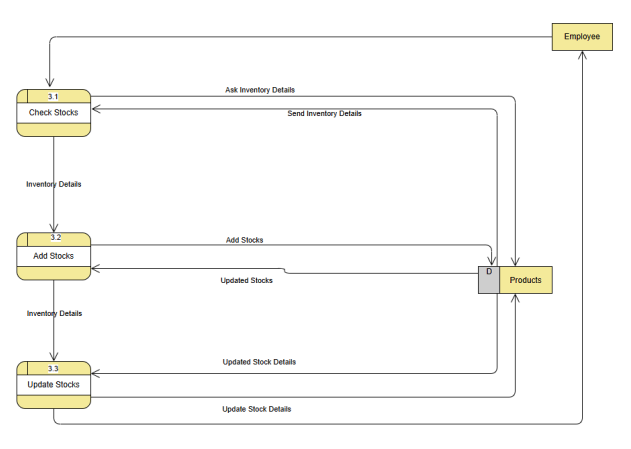 Employee
Ask Inventory Details
3.1
Check Stocks
Send Inventory Details
Inventory Details
3.2
Add Stocks
Add Stocks
D
Products
Updated Stocks
Inventory Details
3.3
Update Stocks
Updated Stock Details
Update Stock Details